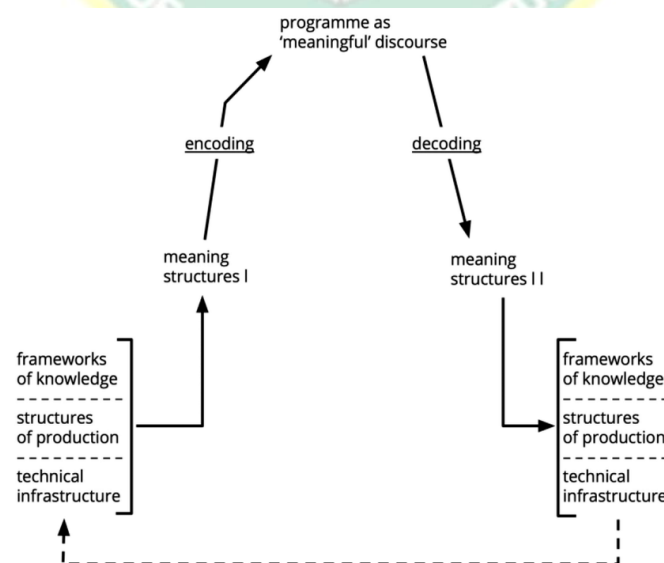 programme as
‘meaningful’ discourse
encoding
decoding
meaning
structures I
meaning
structures I I
frameworks
of knowledge
structures
of production
technical
infrastructure
frameworks
of knowledge
structures
of production
technical
infrastructure